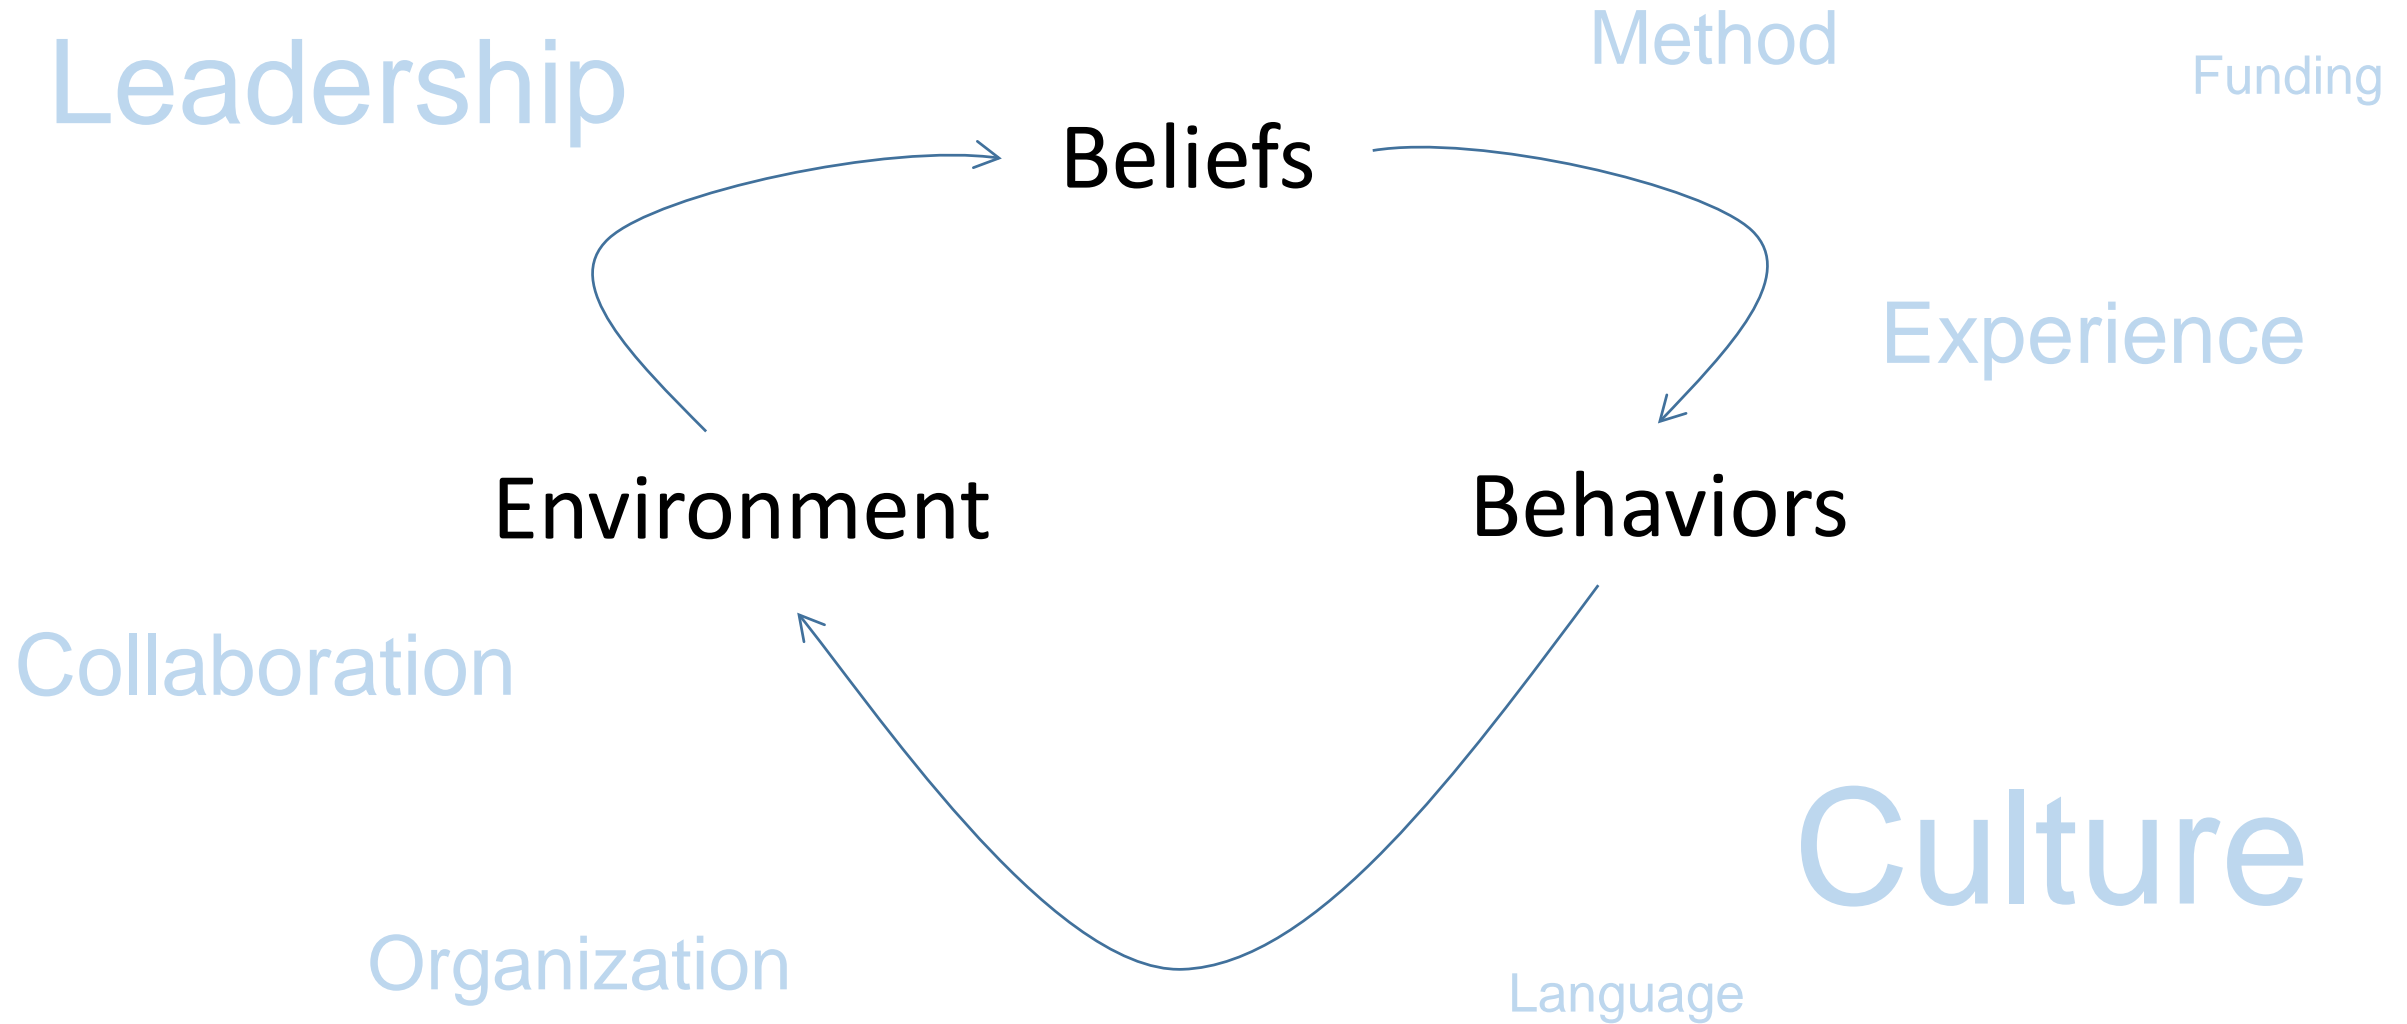 Leadership
Method
Funding
Beliefs
Experience
Environment
Behaviors
Collaboration
Culture
Organization
Language